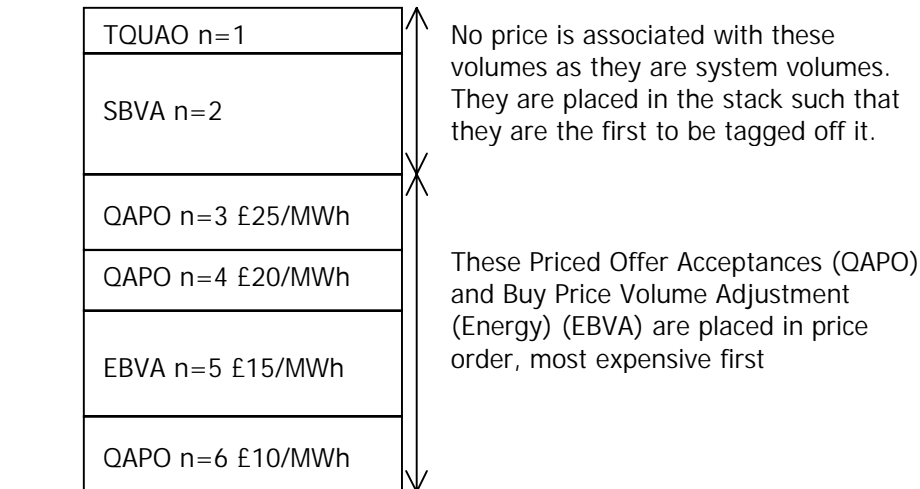 TQUAO n=1
SBVA n=2
No price is associated with these
volumes as they are system volumes.
They are placed in the stack such that
they are the first to be tagged off it.
QAPO n=3 £25/MWh
QAPO n=4 £20/MWh
EBVA n=5 £15/MWh
QAPO n=6 £10/MWh
These Priced Offer Acceptances (QAPO)
and Buy Price Volume Adjustment
(Energy) (EBVA) are placed in price
order, most expensive first